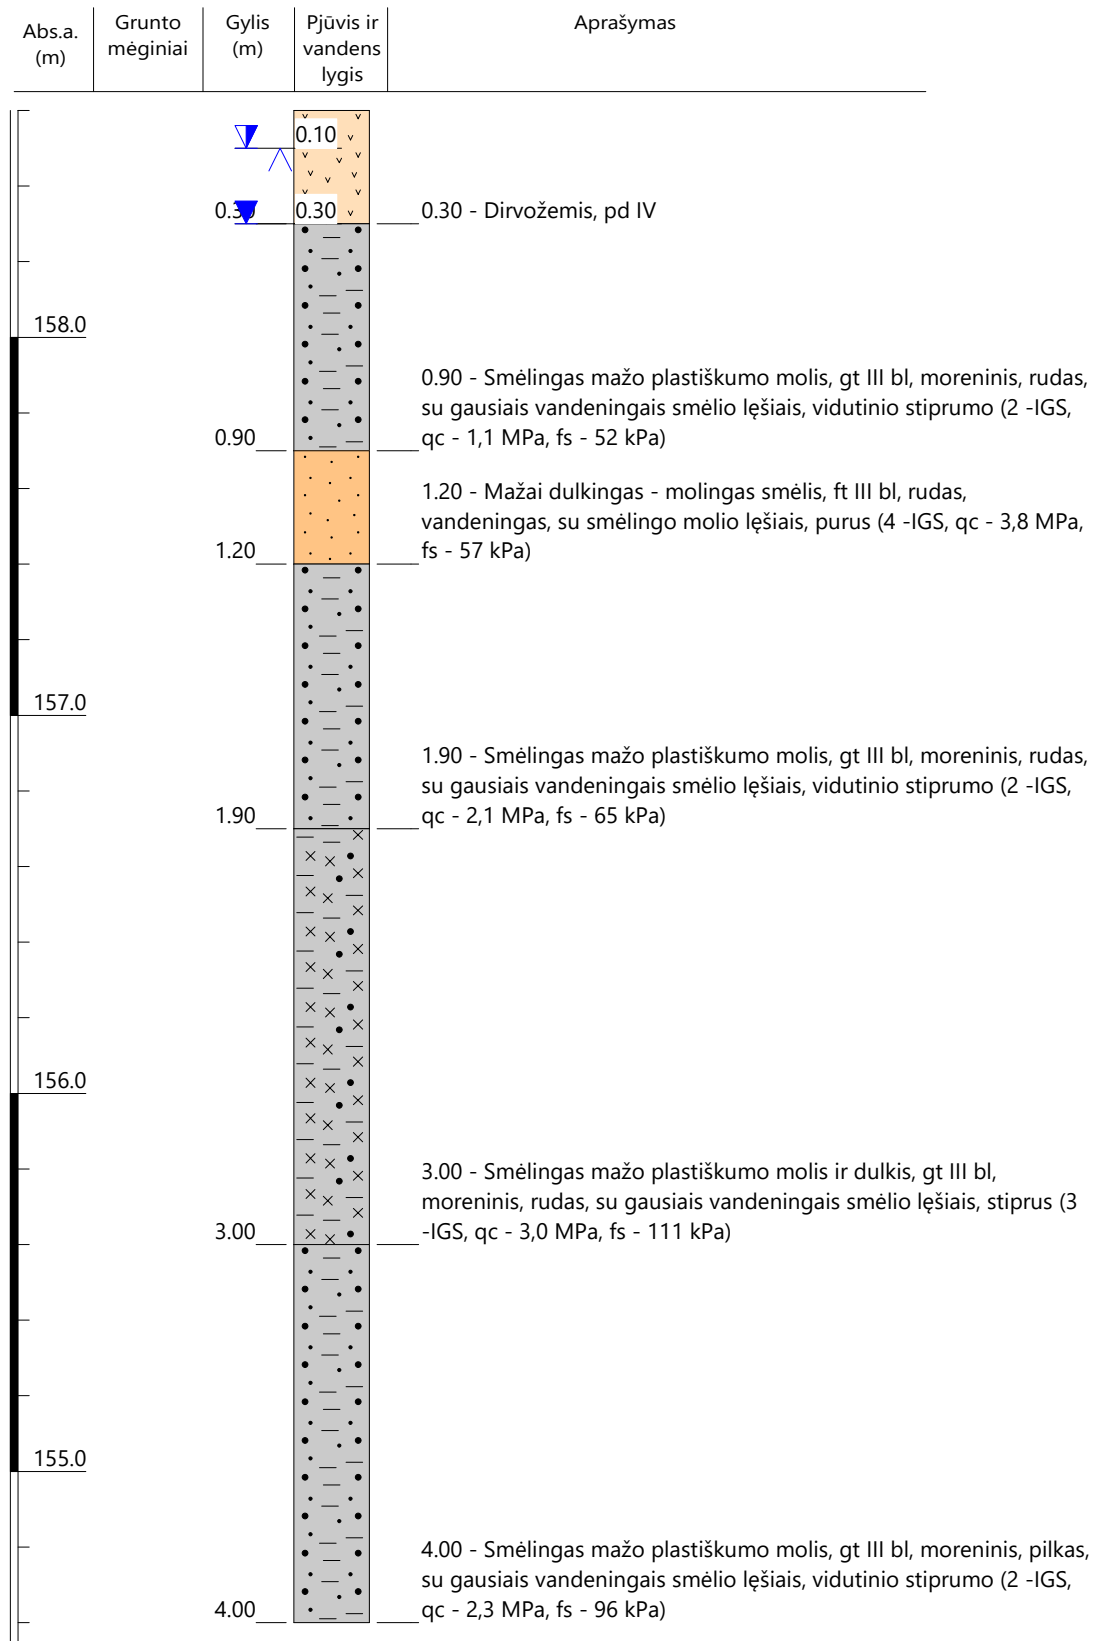 Abs.a.
(m)
Grunto
mėginiai
Gylis
(m)
Pjūvis ir
vandens
lygis
Aprašymas
0.10
0.30
0.30
0.30 - Dirvožemis, pd IV
158.0
0.90 - Smėlingas mažo plastiškumo molis, gt III bl, moreninis, rudas,
su gausiais vandeningais smėlio lęšiais, vidutinio stiprumo (2 -IGS,
qc - 1,1 MPa, fs - 52 kPa)
0.90
1.20 - Mažai dulkingas - molingas smėlis, ft III bl, rudas,
vandeningas, su smėlingo molio lęšiais, purus (4 -IGS, qc - 3,8 MPa,
fs - 57 kPa)
1.20
157.0
1.90 - Smėlingas mažo plastiškumo molis, gt III bl, moreninis, rudas,
su gausiais vandeningais smėlio lęšiais, vidutinio stiprumo (2 -IGS,
qc - 2,1 MPa, fs - 65 kPa)
1.90
156.0
3.00 - Smėlingas mažo plastiškumo molis ir dulkis, gt III bl,
moreninis, rudas, su gausiais vandeningais smėlio lęšiais, stiprus (3
-IGS, qc - 3,0 MPa, fs - 111 kPa)
3.00
155.0
4.00 - Smėlingas mažo plastiškumo molis, gt III bl, moreninis, pilkas,
su gausiais vandeningais smėlio lęšiais, vidutinio stiprumo (2 -IGS,
qc - 2,3 MPa, fs - 96 kPa)
4.00